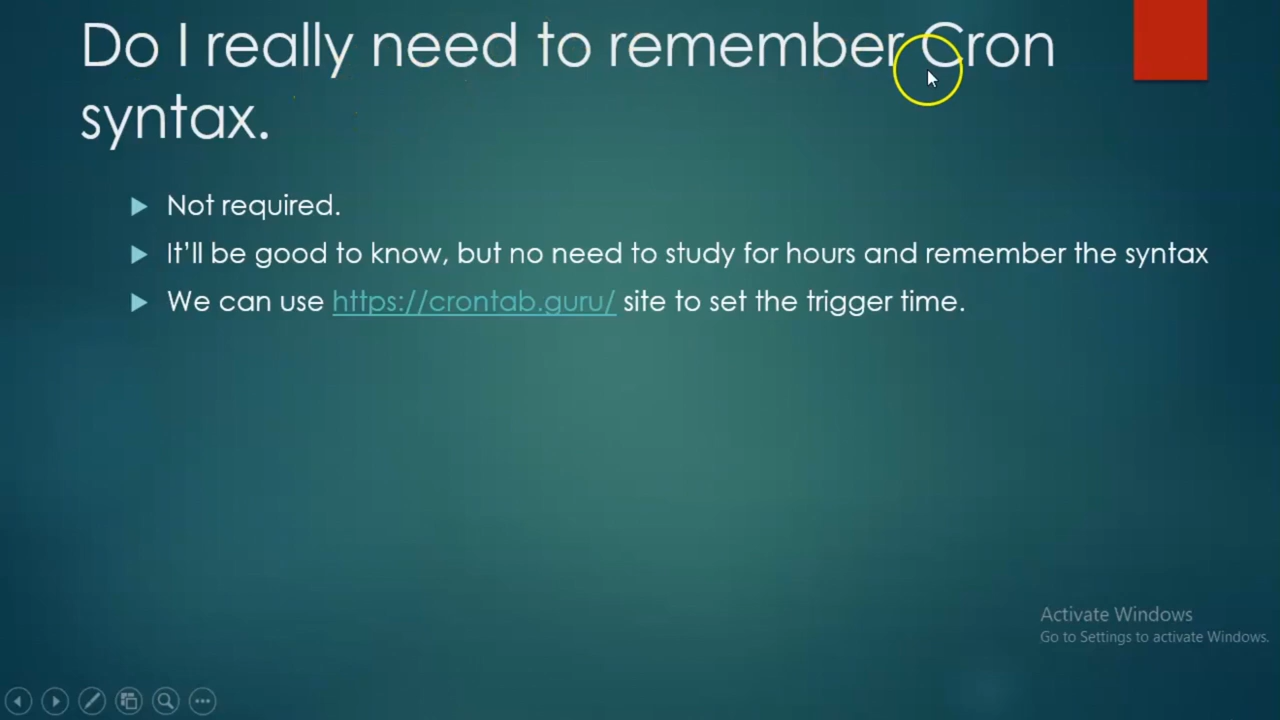 Do I really need to remember Cron
syntax.
Not required.
It’ll be good to know, but no need to study for hours and remember the syntax
We can use https://crontab.guru/ site to set the trigger time.
Activate Windows
Go to Settings to activate Windows.